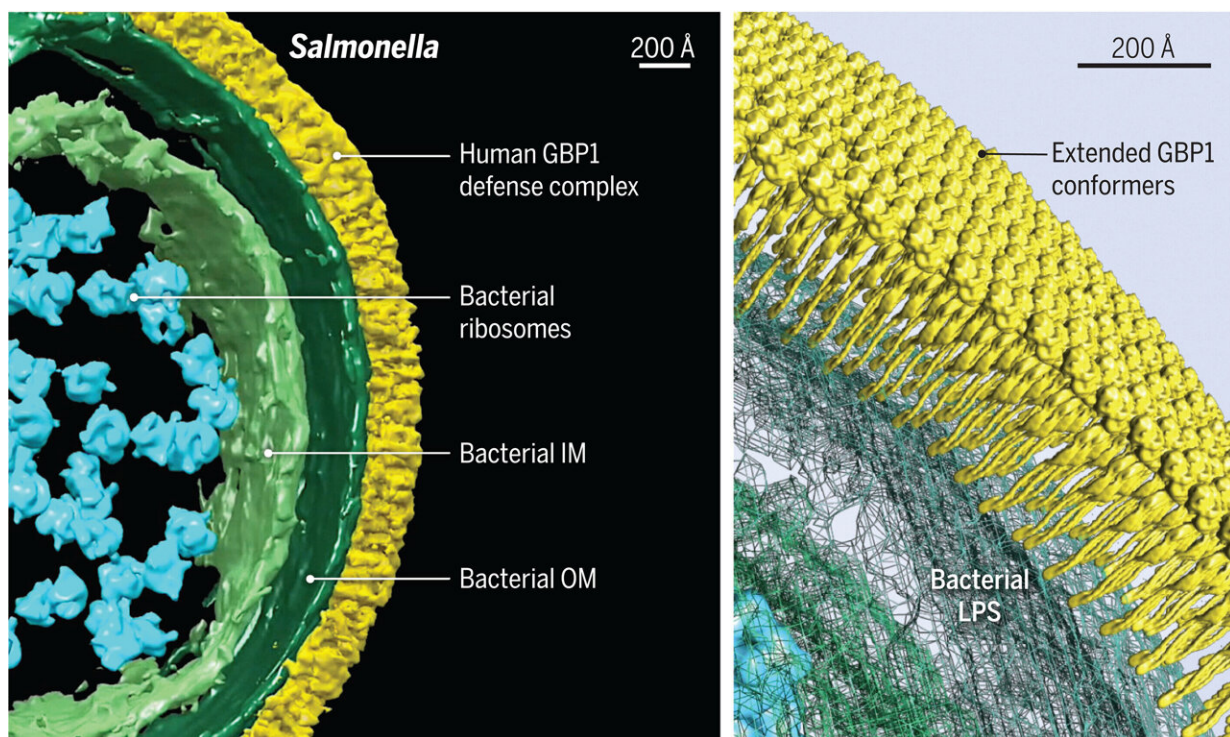 Salmonella
200 Å
Human GBP1
defense complex
Bacterial
ribosomes
Bacterial IM
Bacterial OM
200 Å
Extended GBP1
conformers
Bacterial
LPS